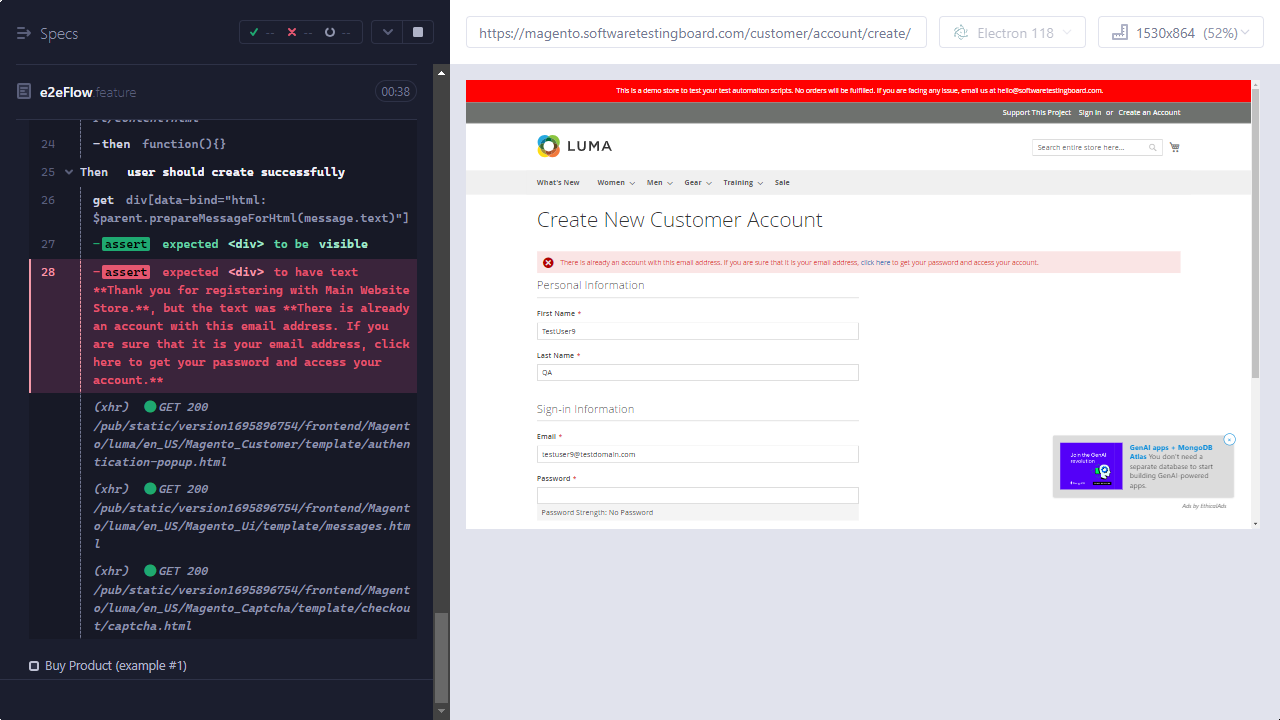 Specs
--
--
--
e2eFlow.feature
00:38
24 -then function(){}
25 Then user should create successfully
26 get div[data-bind="html:
$parent.prepareMessageForHtml(message.text)"]
27 -assert expected <div> to be visible
28 -assert expected <div> to have text
**Thank you for registering with Main Website
Store.**, but the text was **There is already
an account with this email address. If you
are sure that it is your email address, click
here to get your password and access your
account.**
(xhr) GET 200
/pub/static/version1695896754/frontend/Magen
to/luma/en_US/Magento_Customer/template/authen
tication-popup.html
(xhr) GET 200
/pub/static/version1695896754/frontend/Magent
o/luma/en_US/Magento_Ui/template/messages.htm
l
(xhr) GET 200
/pub/static/version1695896754/frontend/Magent
o/luma/en_US/Magento_Captcha/template/checkou
t/captcha.html
Buy Product (example #1)
https://magento.softwaretestingboard.com/customer/account/create/
Electron 118
1530x864 (52%)
This is a demo store to test your test automaiton scripts. No orders will be fulfilled. If you are facing any issue, email us at hello@softwaretestingboard.com.
Support This Project Sign In or Create an Account
LUMA
Search entire store here...
What's New Women Men Gear Training Sale
Create New Customer Account
There is already an account with this email address. If you are sure that it is your email address, click here to get your password and access your account.
Personal Information
First Name *
TestUser9
Last Name *
QA
Sign-in Information
Email *
testuser9@testdomain.com
Password *
Password Strength: No Password
Join the GenAI
revolution
GenAI apps + MongoDB
Atlas You don't need a
separate database to start
building GenAI-powered
apps.
Ads by EthicalAds